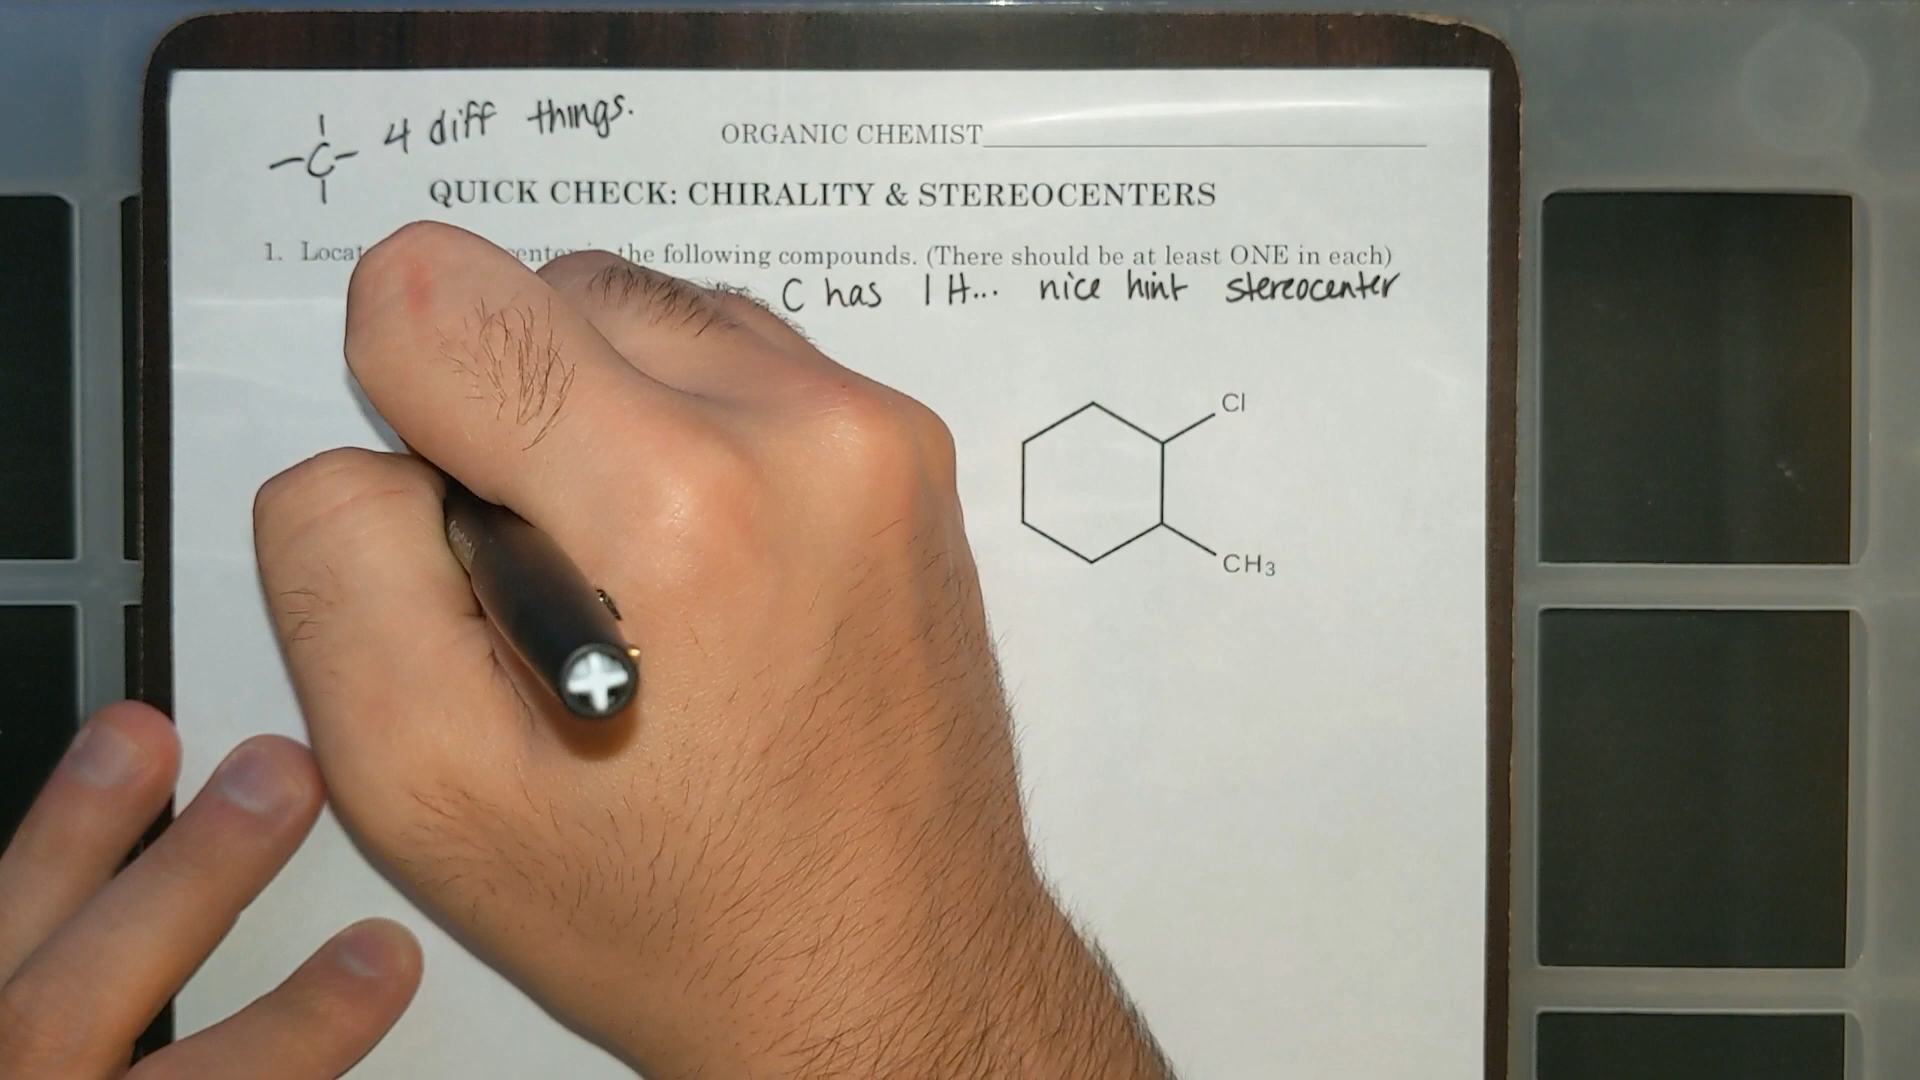 4 diff things.
-C-
ORGANIC CHEMIST
QUICK CHECK: CHIRALITY & STEREOCENTERS
1. Locat the following compounds. (There should be at least ONE in each)
C has 1 H... nice hint stereocenter
Cl
CH3